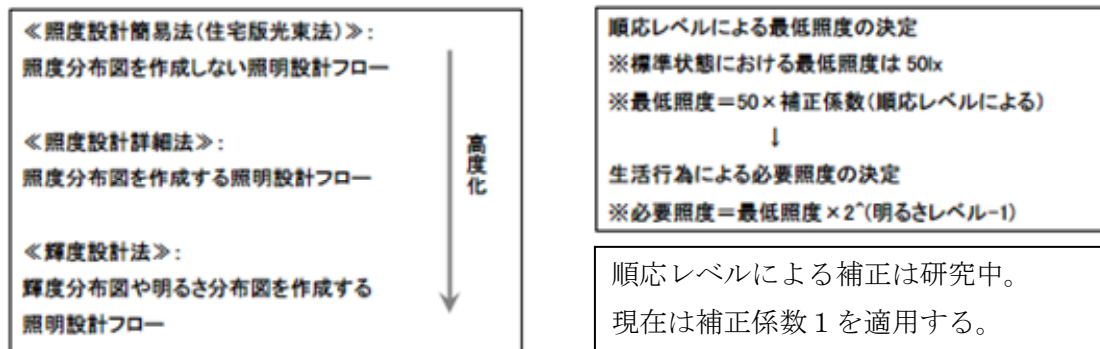 ≪照度設計簡易法(住宅版光束法)≫:
照度分布図を作成しない照明設計フロー
≪照度設計詳細法≫:
照度分布図を作成する照明設計フロー
≪輝度設計法≫:
輝度分布図や明るさ分布図を作成する
照明設計フロー
高度化
順応レベルによる最低照度の決定
※標準状態における最低照度は 50lx
※最低照度=50×補正係数(順応レベルによる)
↓
生活行為による必要照度の決定
※必要照度=最低照度×2^(明るさレベル-1)
順応レベルによる補正は研究中。
現在は補正係数1を適用する。